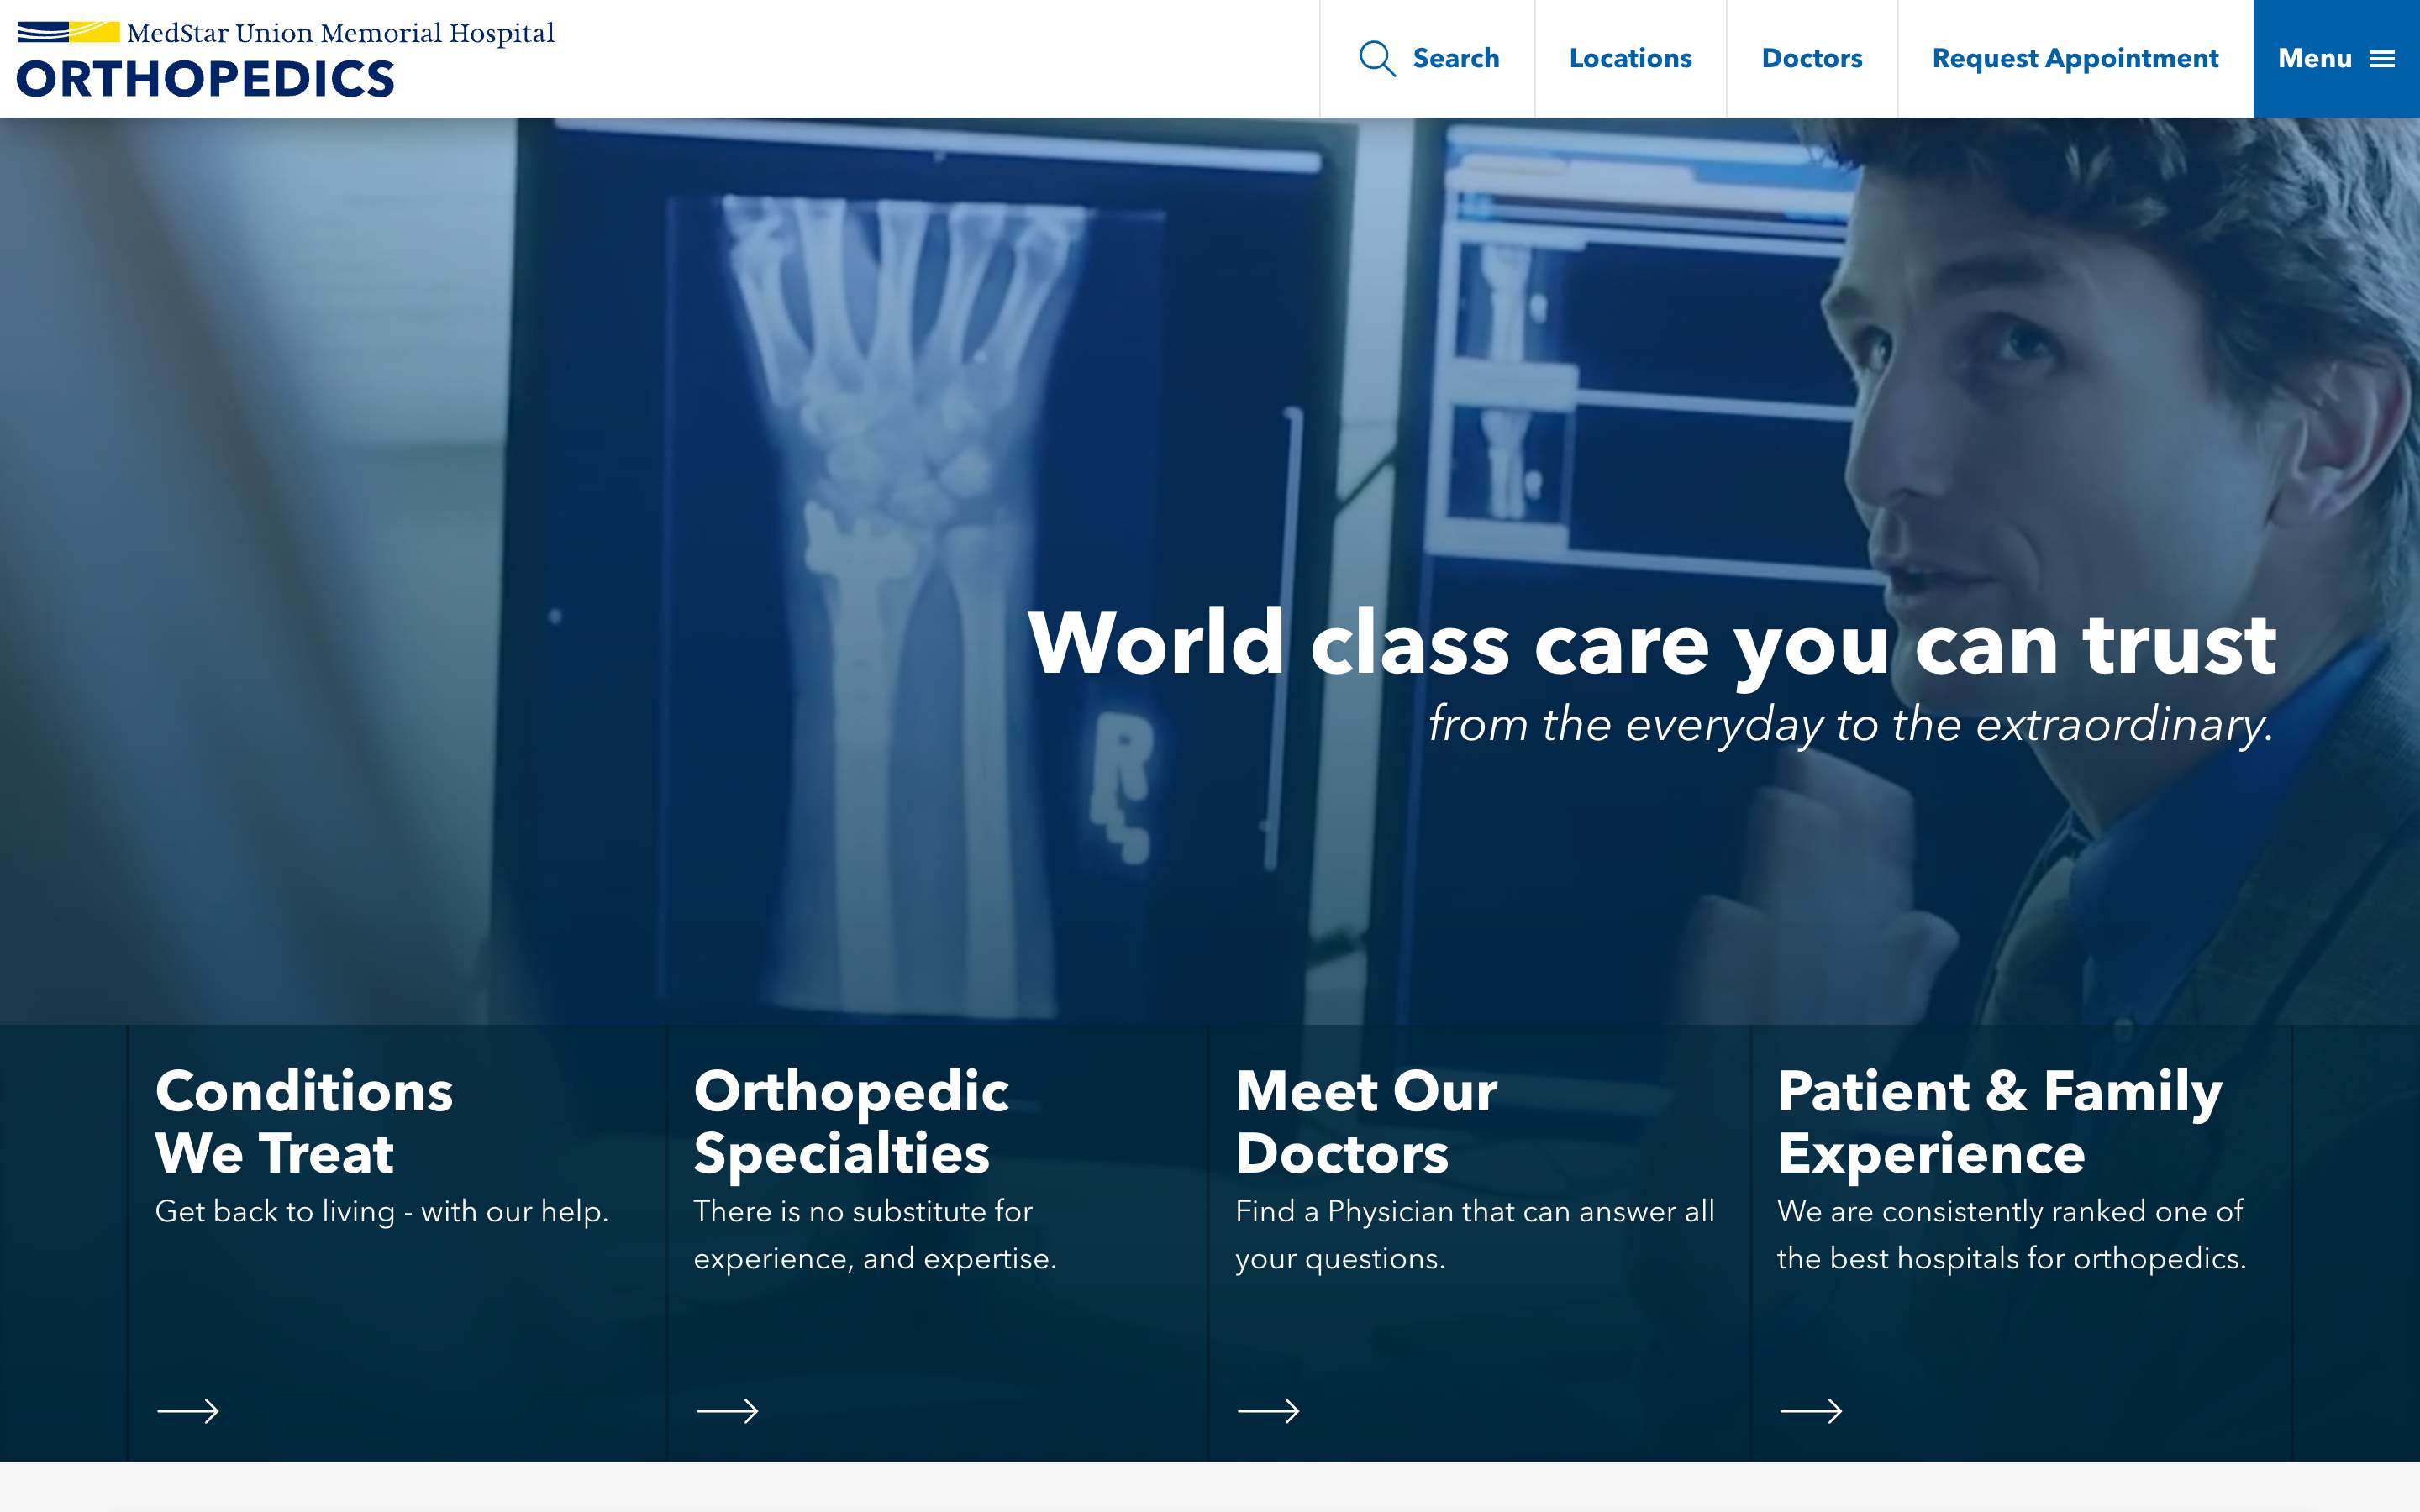 MedStar Union Memorial Hospital
ORTHOPEDICS
Search
Locations
Doctors
Request Appointment
Menu
R
World class care you can trust
from the everyday to the extraordinary.
Conditions
We Treat
Get back to living - with our help.
Orthopedic
Specialties
There is no substitute for
experience, and expertise.
Meet Our
Doctors
Find a Physician that can answer all
your questions.
Patient & Family
Experience
We are consistently ranked one of
the best hospitals for orthopedics.